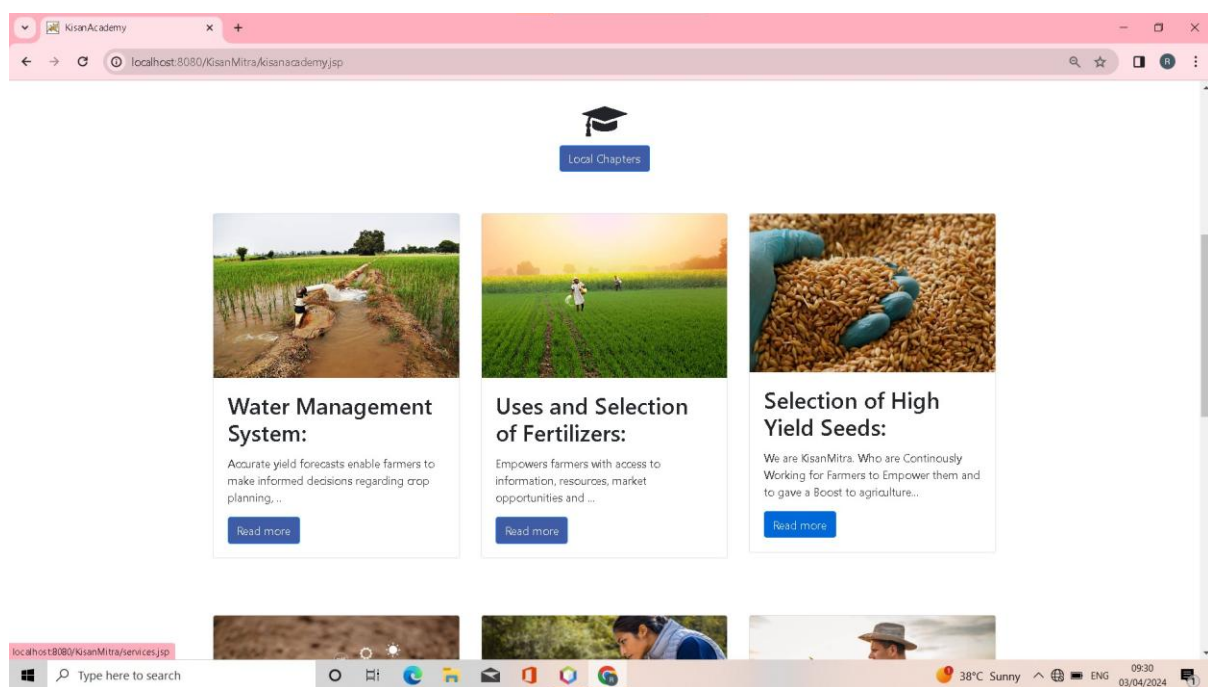 KisanAcademy
localhost:8080/KisanMitra/kisanacademy.jsp
R
Local Chapters
Water Management
System:
Accurate yield forecasts enable farmers to
make informed decisions regarding crop
planning, ..
Read more
Uses and Selection
of Fertilizers:
Empowers farmers with access to
information, resources, market
opportunities and ...
Read more
Selection of High
Yield Seeds:
We are KisanMitra. Who are Continously
Working for Farmers to Empower them and
to gave a Boost to agriculture...
Read more
localhost:8080/KisanMitra/services.jsp
Type here to search
38°C Sunny
ENG
09:30
03/04/2024